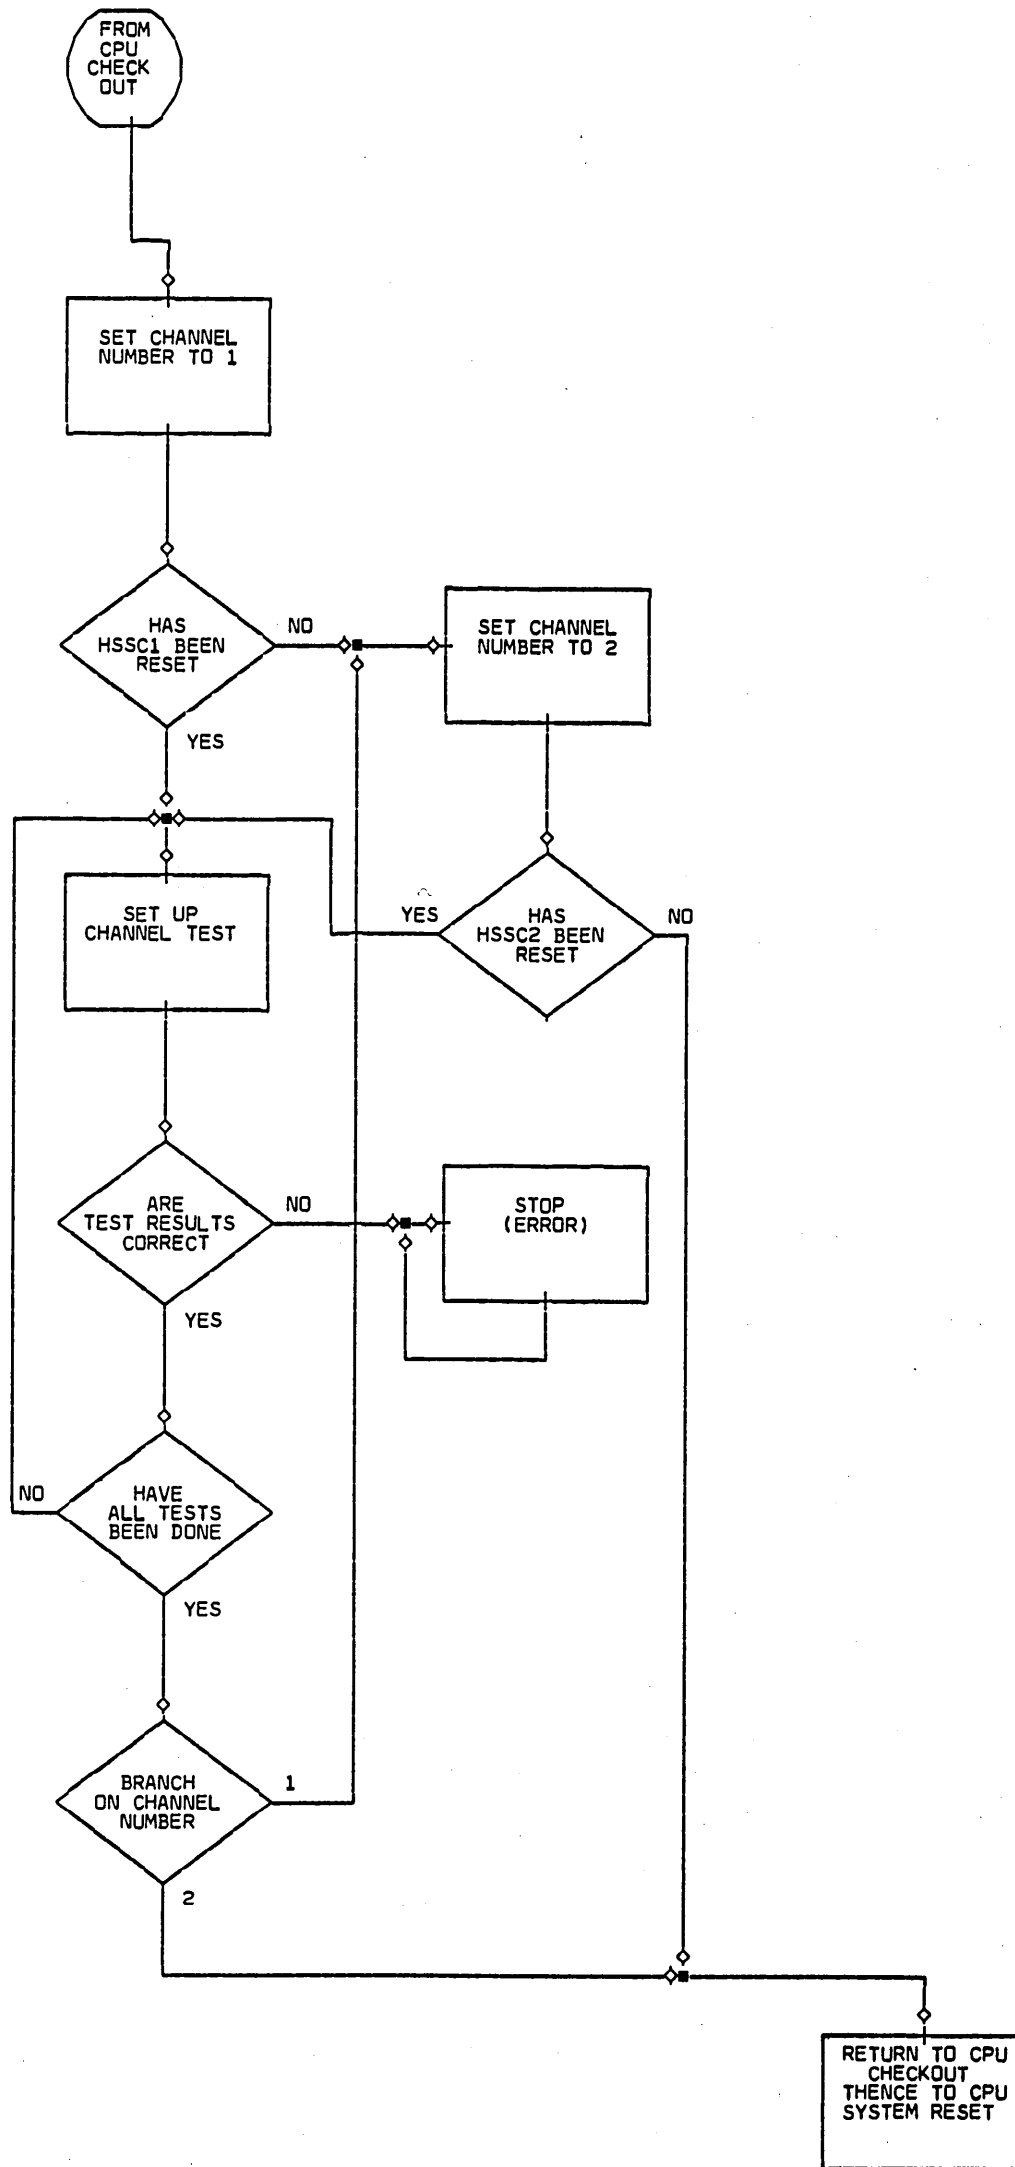 FROM
CPU
CHECK
OUT
SET CHANNEL
NUMBER TO 1
HAS
HSSC1 BEEN
RESET
NO
YES
SET CHANNEL
NUMBER TO 2
SET UP
CHANNEL TEST
YES
HAS
HSSC2 BEEN
RESET
NO
ARE
TEST RESULTS
CORRECT
NO
YES
STOP
(ERROR)
NO
HAVE
ALL TESTS
BEEN DONE
YES
BRANCH
ON CHANNEL
NUMBER
1
2
RETURN TO CPU
CHECKOUT
THENCE TO CPU
SYSTEM RESET